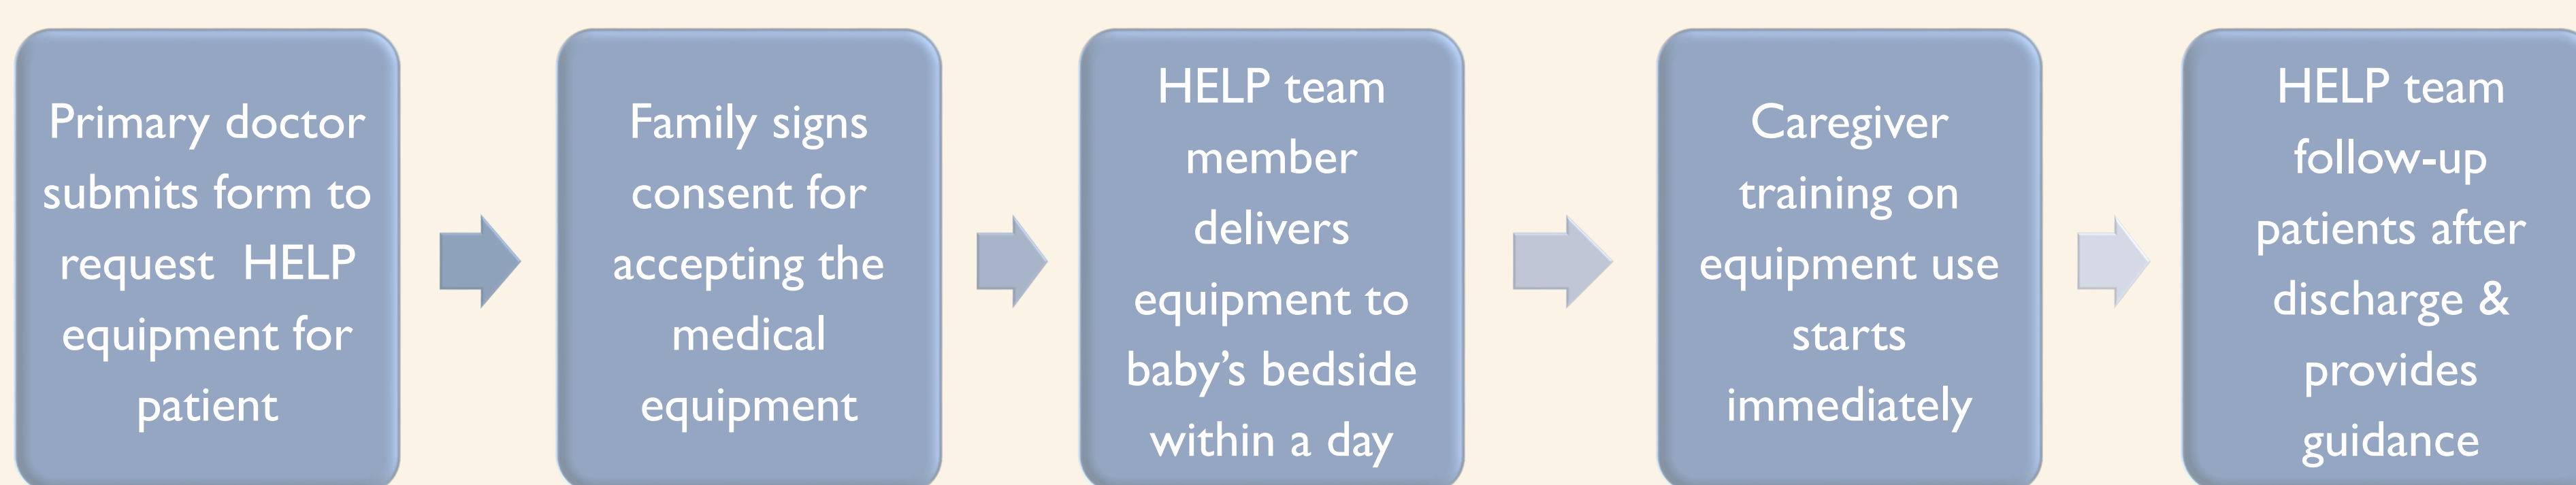 Primary doctor
submits form to
request  HELP
equipment for
patient
Family signs
consent for
accepting the
medical
equipment
HELP team
member
delivers
equipment to
baby’s bedside
within a day
Caregiver
training on
equipment use
starts
immediately
HELP team
follow-up
patients after
discharge &
provides
guidance